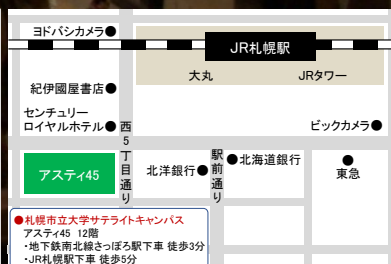 ヨドバシカメラ●
JR札幌駅
大丸
JRタワー
紀伊國屋書店●
センチュリー
ロイヤルホテル●
西5丁目通り
ビックカメラ●
アスティ45
北洋銀行●
駅前通り
●北海道銀行
●
東急
●札幌市立大学サテライトキャンパス
アスティ45 12階
・地下鉄南北線さっぽろ駅下車 徒歩3分
・JR札幌駅下車 徒歩5分